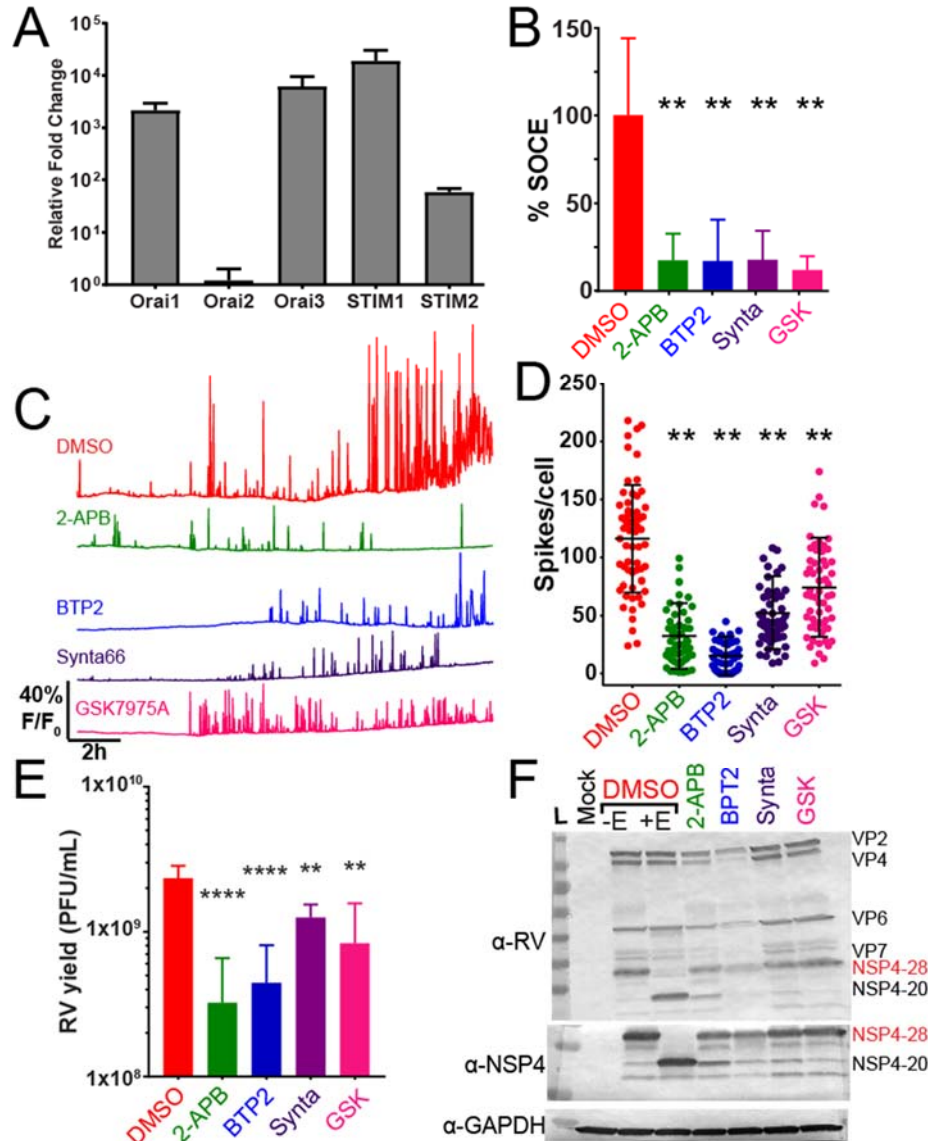 A
Relative Fold Change
10⁵
10⁴
10³
10²
10¹
10⁰
Orai1 Orai2 Orai3 STIM1 STIM2
B
% SOCE
150
100
50
0
** ** ** **
DMSO 2-APB BTP2 Synta GSK
C
DMSO
2-APB
BTP2
Synta66
GSK7975A
40%
F/F₀
2h
D
Spikes/cell
250
200
150
100
50
0
** ** ** **
DMSO 2-APB BTP2 Synta GSK
E
RV yield (PFU/mL)
1x10¹⁰
1x10⁹
1x10⁸
**** **** ** **
DMSO 2-APB BTP2 Synta GSK
F
L Mock DMSO 2-APB BPT2 Synta GSK
-E +E
α-RV
VP2
VP4
VP6
VP7
NSP4-28
NSP4-20
α-NSP4
NSP4-28
NSP4-20
α-GAPDH